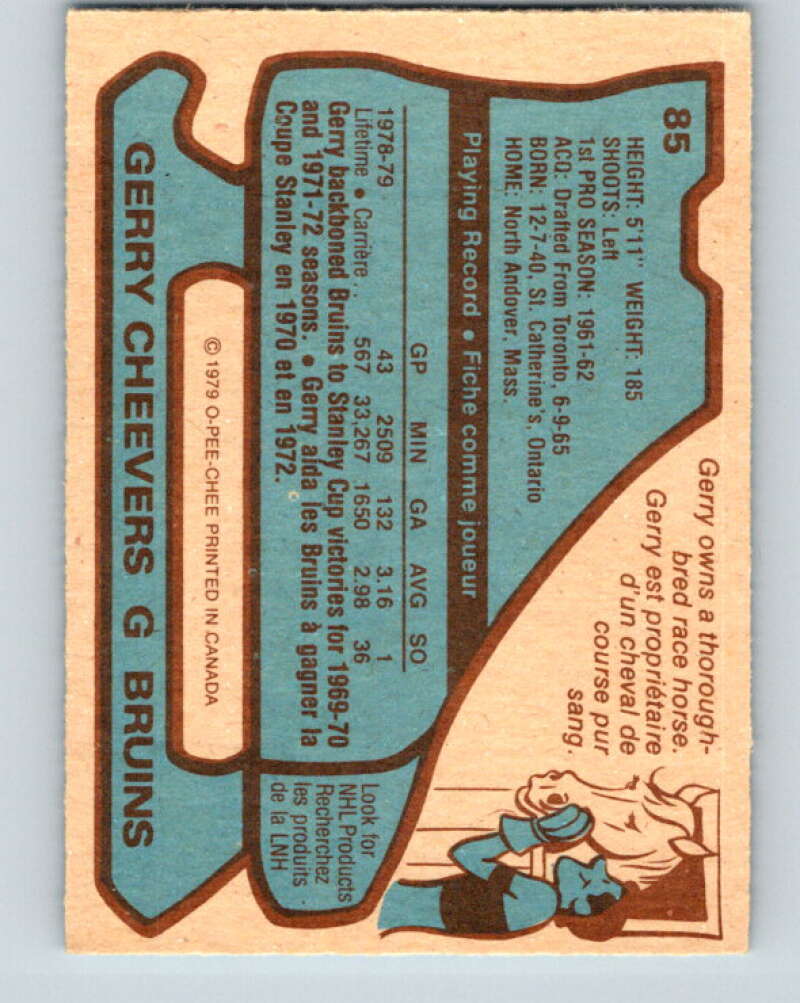 85
HEIGHT: 5'11" WEIGHT: 185
SHOOTS: Left
1st PRO SEASON: 1961-62
ACQ: Drafted From Toronto, 6-9-65
BORN: 12-7-40, St. Catherine's, Ontario
HOME: North Andover, Mass.
Gerry owns a thorough-
bred race horse.
Gerry est propriétaire
d'un cheval de
course pur
sang.
Playing Record • Fiche comme joueur
GP MIN GA AVG SO
1978-79 43 2509 132 3.16 1
Lifetime • Carrière . . 567 33,267 1650 2.98 36
Gerry backboned Bruins to Stanley Cup victories for 1969-70
and 1971-72 seasons. • Gerry aida les Bruins à gagner la
Coupe Stanley en 1970 et en 1972.
Look for
NHL Products
Recherchez
les produits
de la LNH
© 1979 O-PEE-CHEE PRINTED IN CANADA
GERRY CHEEVERS G BRUINS